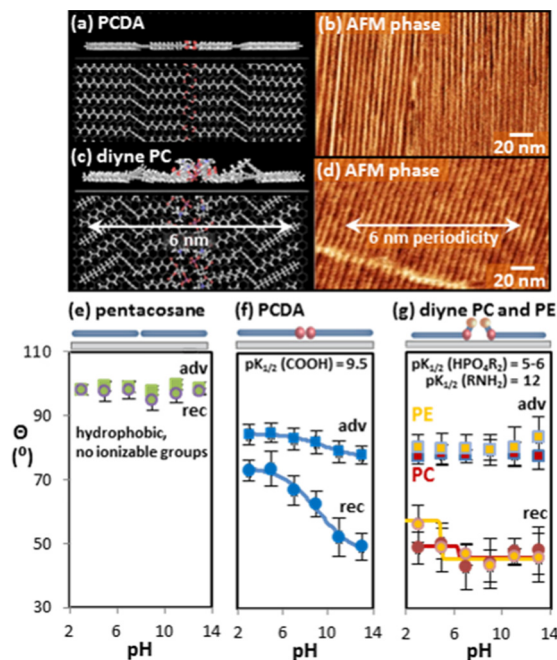 (a) PCDA
(b) AFM phase
20 nm
(c) diyne PC
6 nm
(d) AFM phase
6 nm periodicity
20 nm
(e) pentacosane
(f) PCDA
(g) diyne PC and PE
110
90
70
50
30
Θ
(⁰)
adv
rec
hydrophobic,
no ionizable groups
2 6 10 14
pH
pK1/2 (COOH) = 9.5
adv
rec
2 6 10 14
pH
pK1/2 (HPO4R2) = 5-6
pK1/2 (RNH2) = 12
adv
PE
PC
rec
2 6 10 14
pH